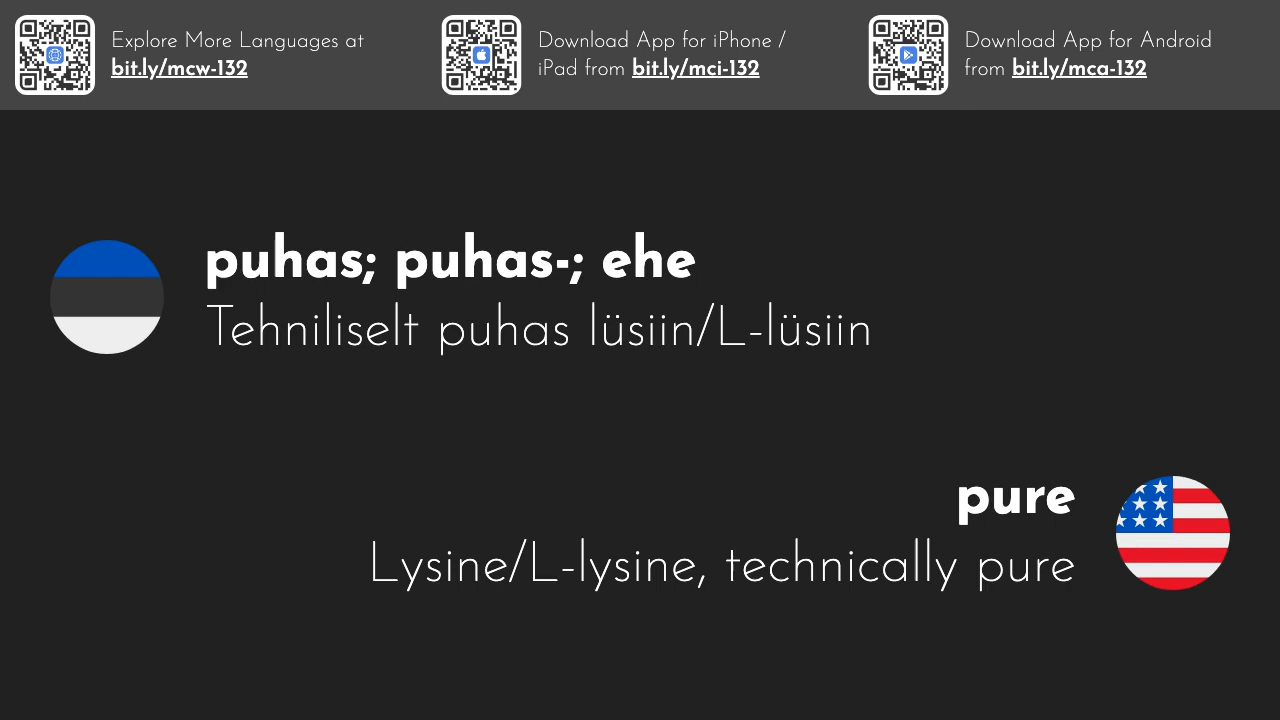 Explore More Languages at
bit.ly/mcw-132
Download App for iPhone /
iPad from bit.ly/mci-132
Download App for Android
from bit.ly/mca-132
puhas; puhas-; ehe
Tehniliselt puhas lüsiin/L-lüsiin
pure
Lysine/L-lysine, technically pure